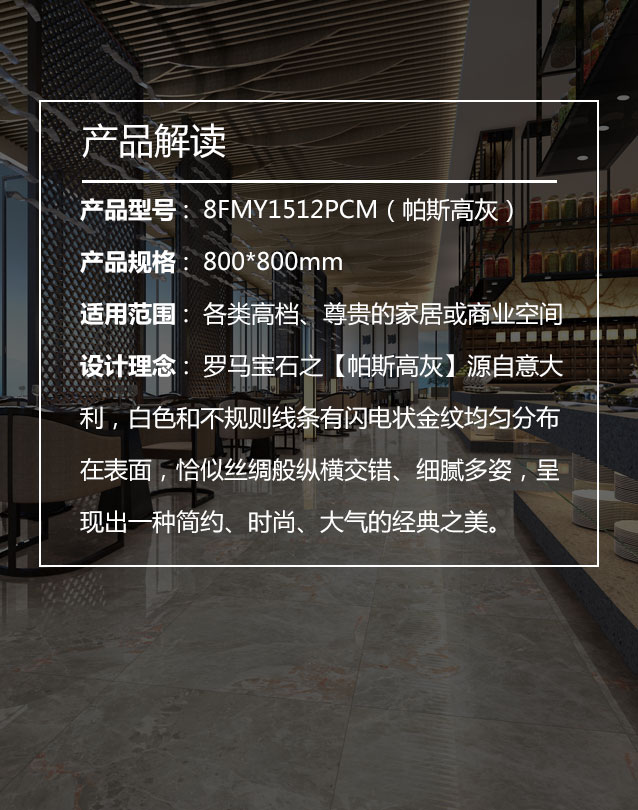 产品解读
产品型号： 8FMY1512PCM（帕斯高灰）
产品规格： 800*800mm
适用范围： 各类高档、尊贵的家居或商业空间
设计理念： 罗马宝石之【帕斯高灰】源自意大
利，白色和不规则线条有闪电状金纹均匀分布
在表面，恰似丝绸般纵横交错、细腻多姿，呈
现出一种简约、时尚、大气的经典之美。